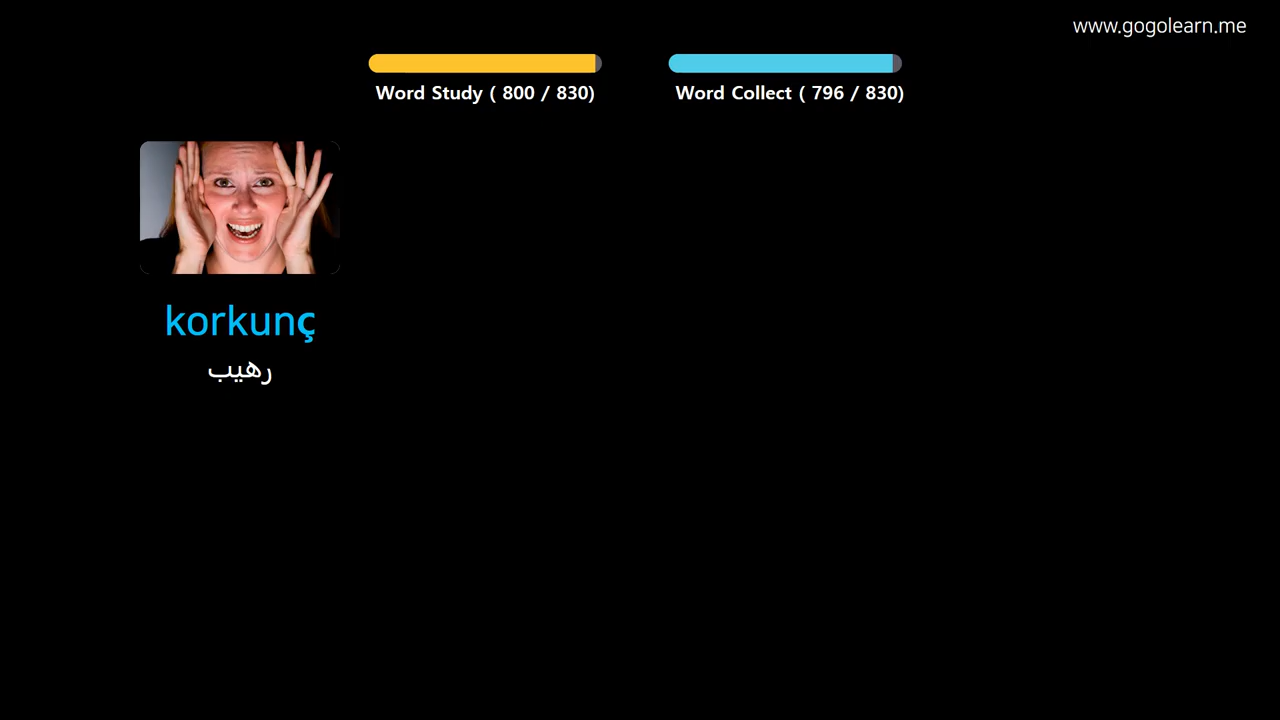 www.gogolearn.me
Word Study ( 800 / 830)
Word Collect ( 796 / 830)
korkunç
رهيب